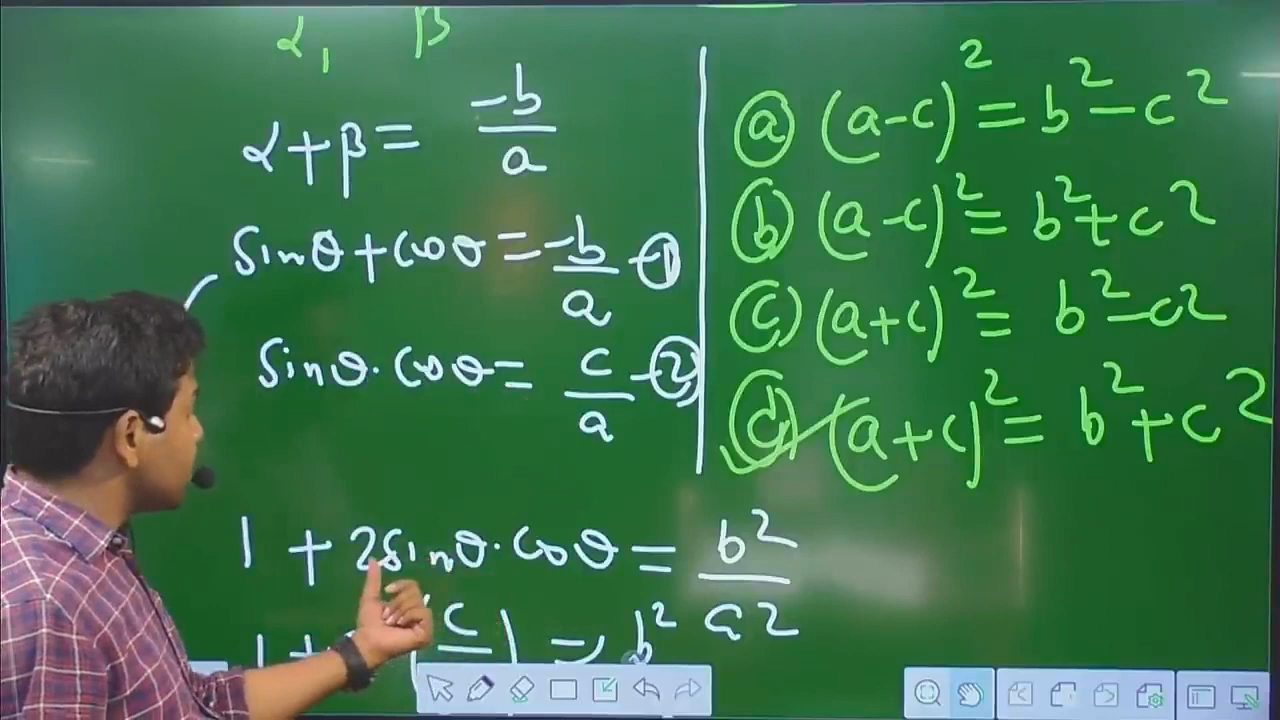 α, β
α+β = -b/a
sinθ+cosθ = -b/a -①
sinθ.cosθ = c/a -②
1 + 2sinθ.cosθ = b²/a²
c = b²
ⓐ (a-c)² = b²-c²
ⓑ (a-c)² = b²+c²
ⓒ (a+c)² = b²-c²
ⓓ (a+c)² = b²+c²